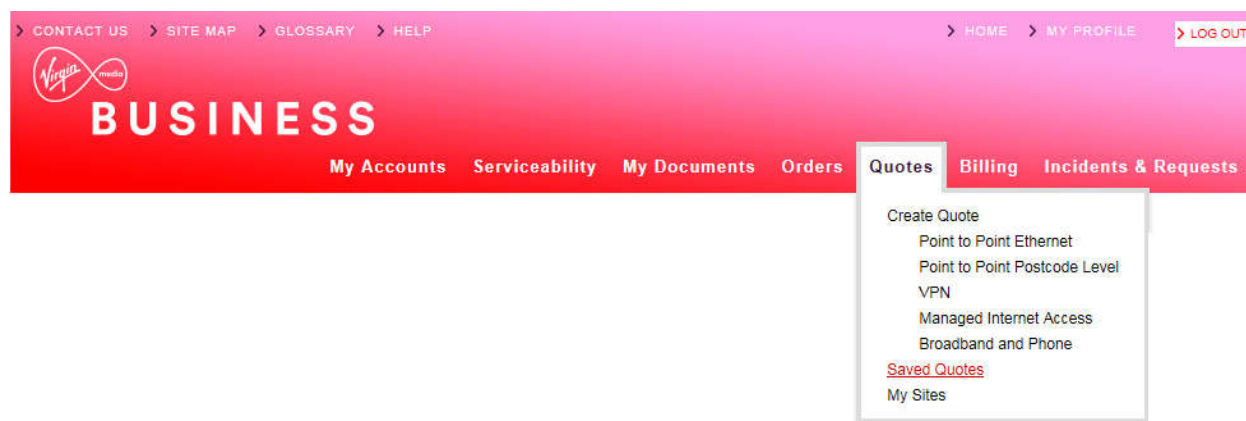 CONTACT US SITE MAP GLOSSARY HELP HOME MY PROFILE LOG OUT
Virgin media
BUSINESS
My Accounts Serviceability My Documents Orders Quotes Billing Incidents & Requests
Create Quote
Point to Point Ethernet
Point to Point Postcode Level
VPN
Managed Internet Access
Broadband and Phone
Saved Quotes
My Sites